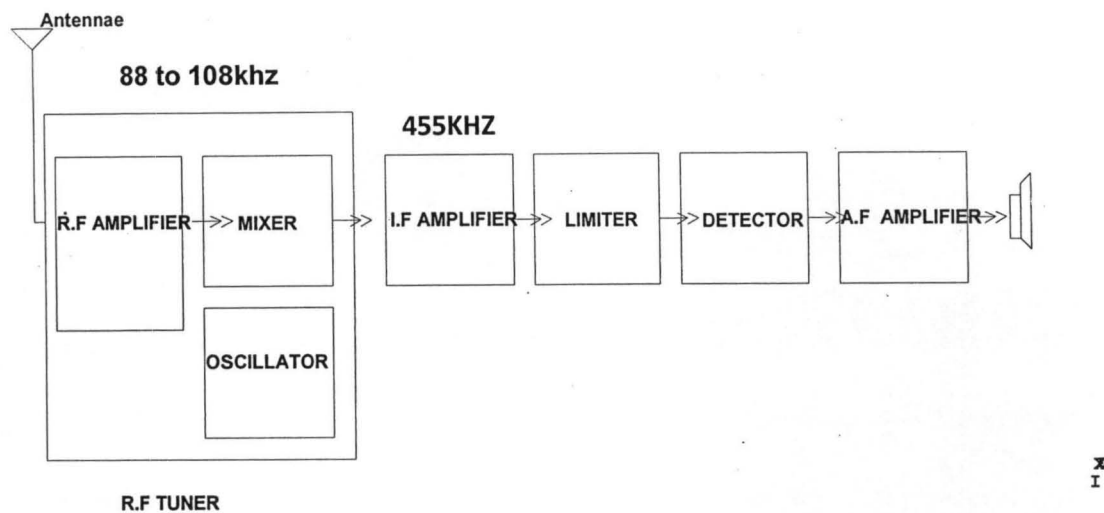 Antennae
88 to 108khz
455KHZ
R.F AMPLIFIER
MIXER
I.F AMPLIFIER
LIMITER
DETECTOR
A.F AMPLIFIER
OSCILLATOR
R.F TUNER
I